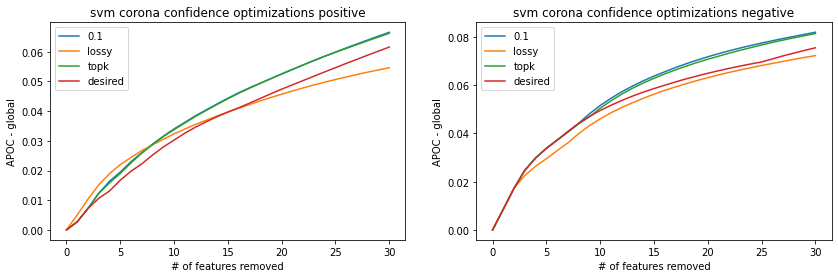 svm corona confidence optimizations positive
0.1
lossy
topk
desired
APOC - global
0.06
0.05
0.04
0.03
0.02
0.01
0.00
0 5 10 15 20 25 30
# of features removed
svm corona confidence optimizations negative
0.1
lossy
topk
desired
APOC - global
0.08
0.06
0.04
0.02
0.00
0 5 10 15 20 25 30
# of features removed